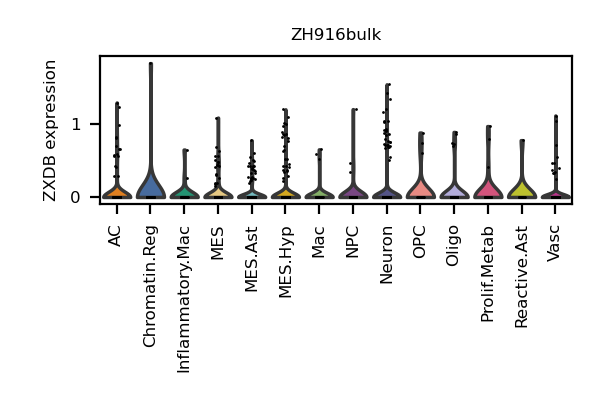 ZH916bulk
ZXDB expression
1
0
AC
Chromatin.Reg
Inflammatory.Mac
MES
MES.Ast
MES.Hyp
Mac
NPC
Neuron
OPC
Oligo
Prolif.Metab
Reactive.Ast
Vasc